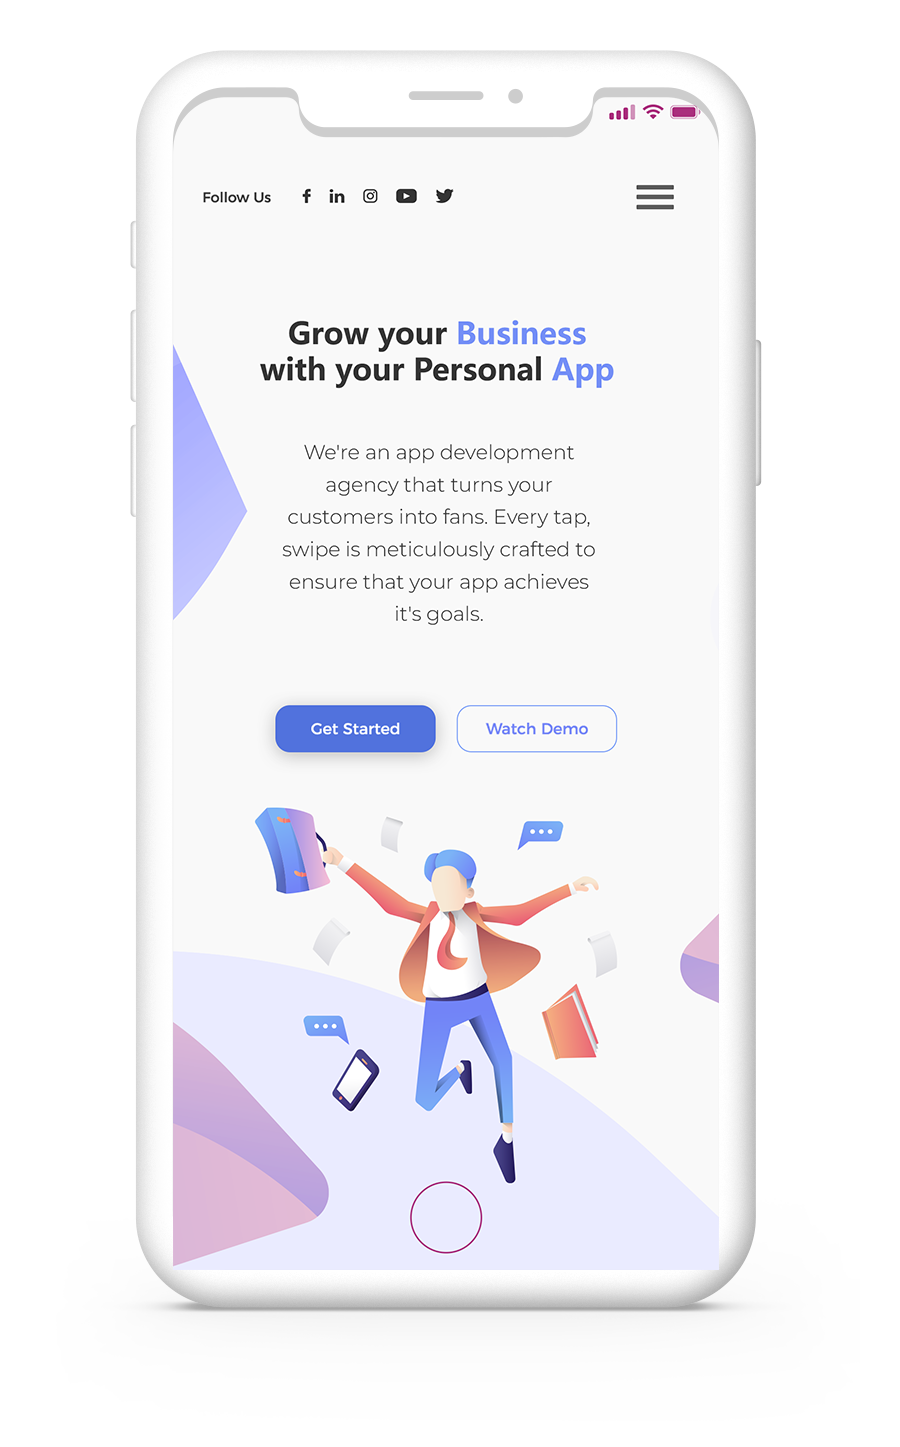 Follow Us
Grow your Business
with your Personal App
We're an app development
agency that turns your
customers into fans. Every tap,
swipe is meticulously crafted to
ensure that your app achieves
it's goals.
Get Started
Watch Demo